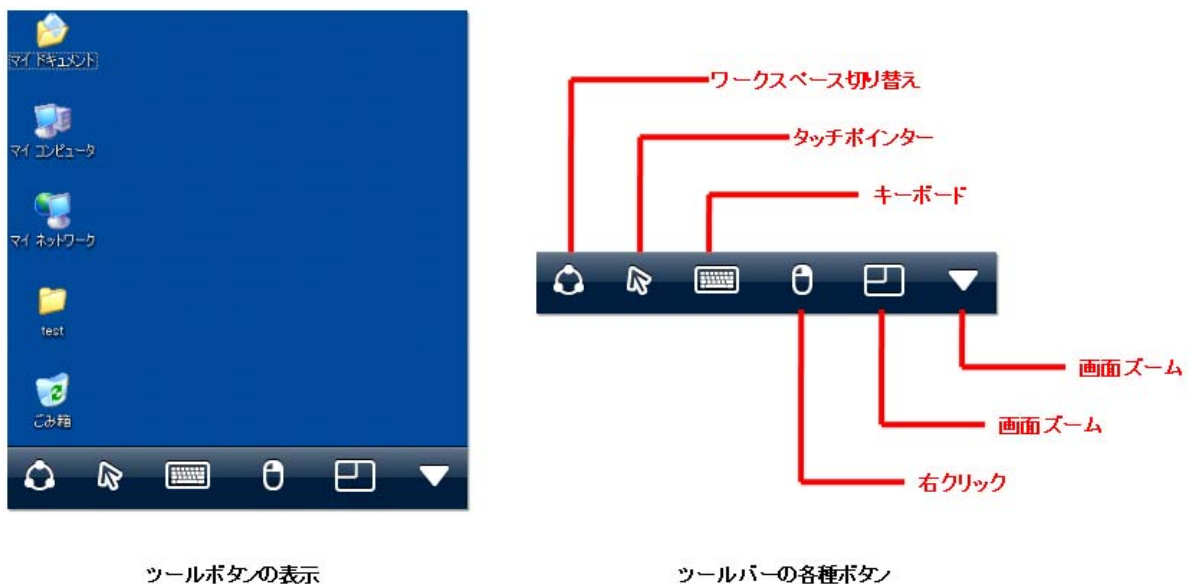 マイ ドキュメント
マイ コンピュータ
マイ ネットワーク
test
ごみ箱
ツールボタンの表示
ワークスペース切り替え
タッチポインター
キーボード
画面ズーム
画面ズーム
右クリック
ツールバーの各種ボタン